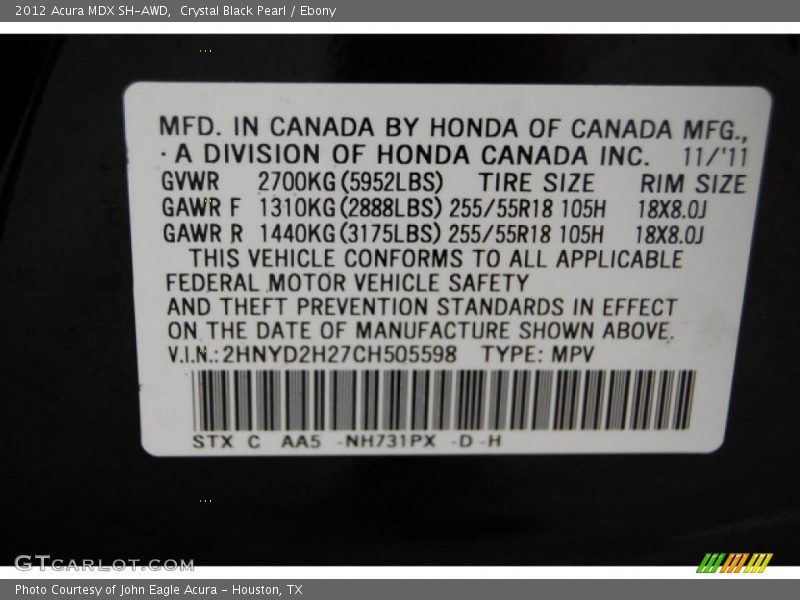 2012 Acura MDX SH-AWD,  Crystal Black Pearl / Ebony
MFD. IN CANADA BY HONDA OF CANADA MFG.,
· A DIVISION OF HONDA CANADA INC. 11/'11
GVWR 2700KG(5952LBS) TIRE SIZE RIM SIZE
GAWR F 1310KG(2888LBS) 255/55R18 105H 18X8.0J
GAWR R 1440KG(3175LBS) 255/55R18 105H 18X8.0J
THIS VEHICLE CONFORMS TO ALL APPLICABLE
FEDERAL MOTOR VEHICLE SAFETY
AND THEFT PREVENTION STANDARDS IN EFFECT
ON THE DATE OF MANUFACTURE SHOWN ABOVE.
V.I.N.: 2HNYD2H27CH505598 TYPE: MPV
STX C AA5 -NH731PX -D -H
GTCARLOT.COM
Photo Courtesy of John Eagle Acura - Houston, TX